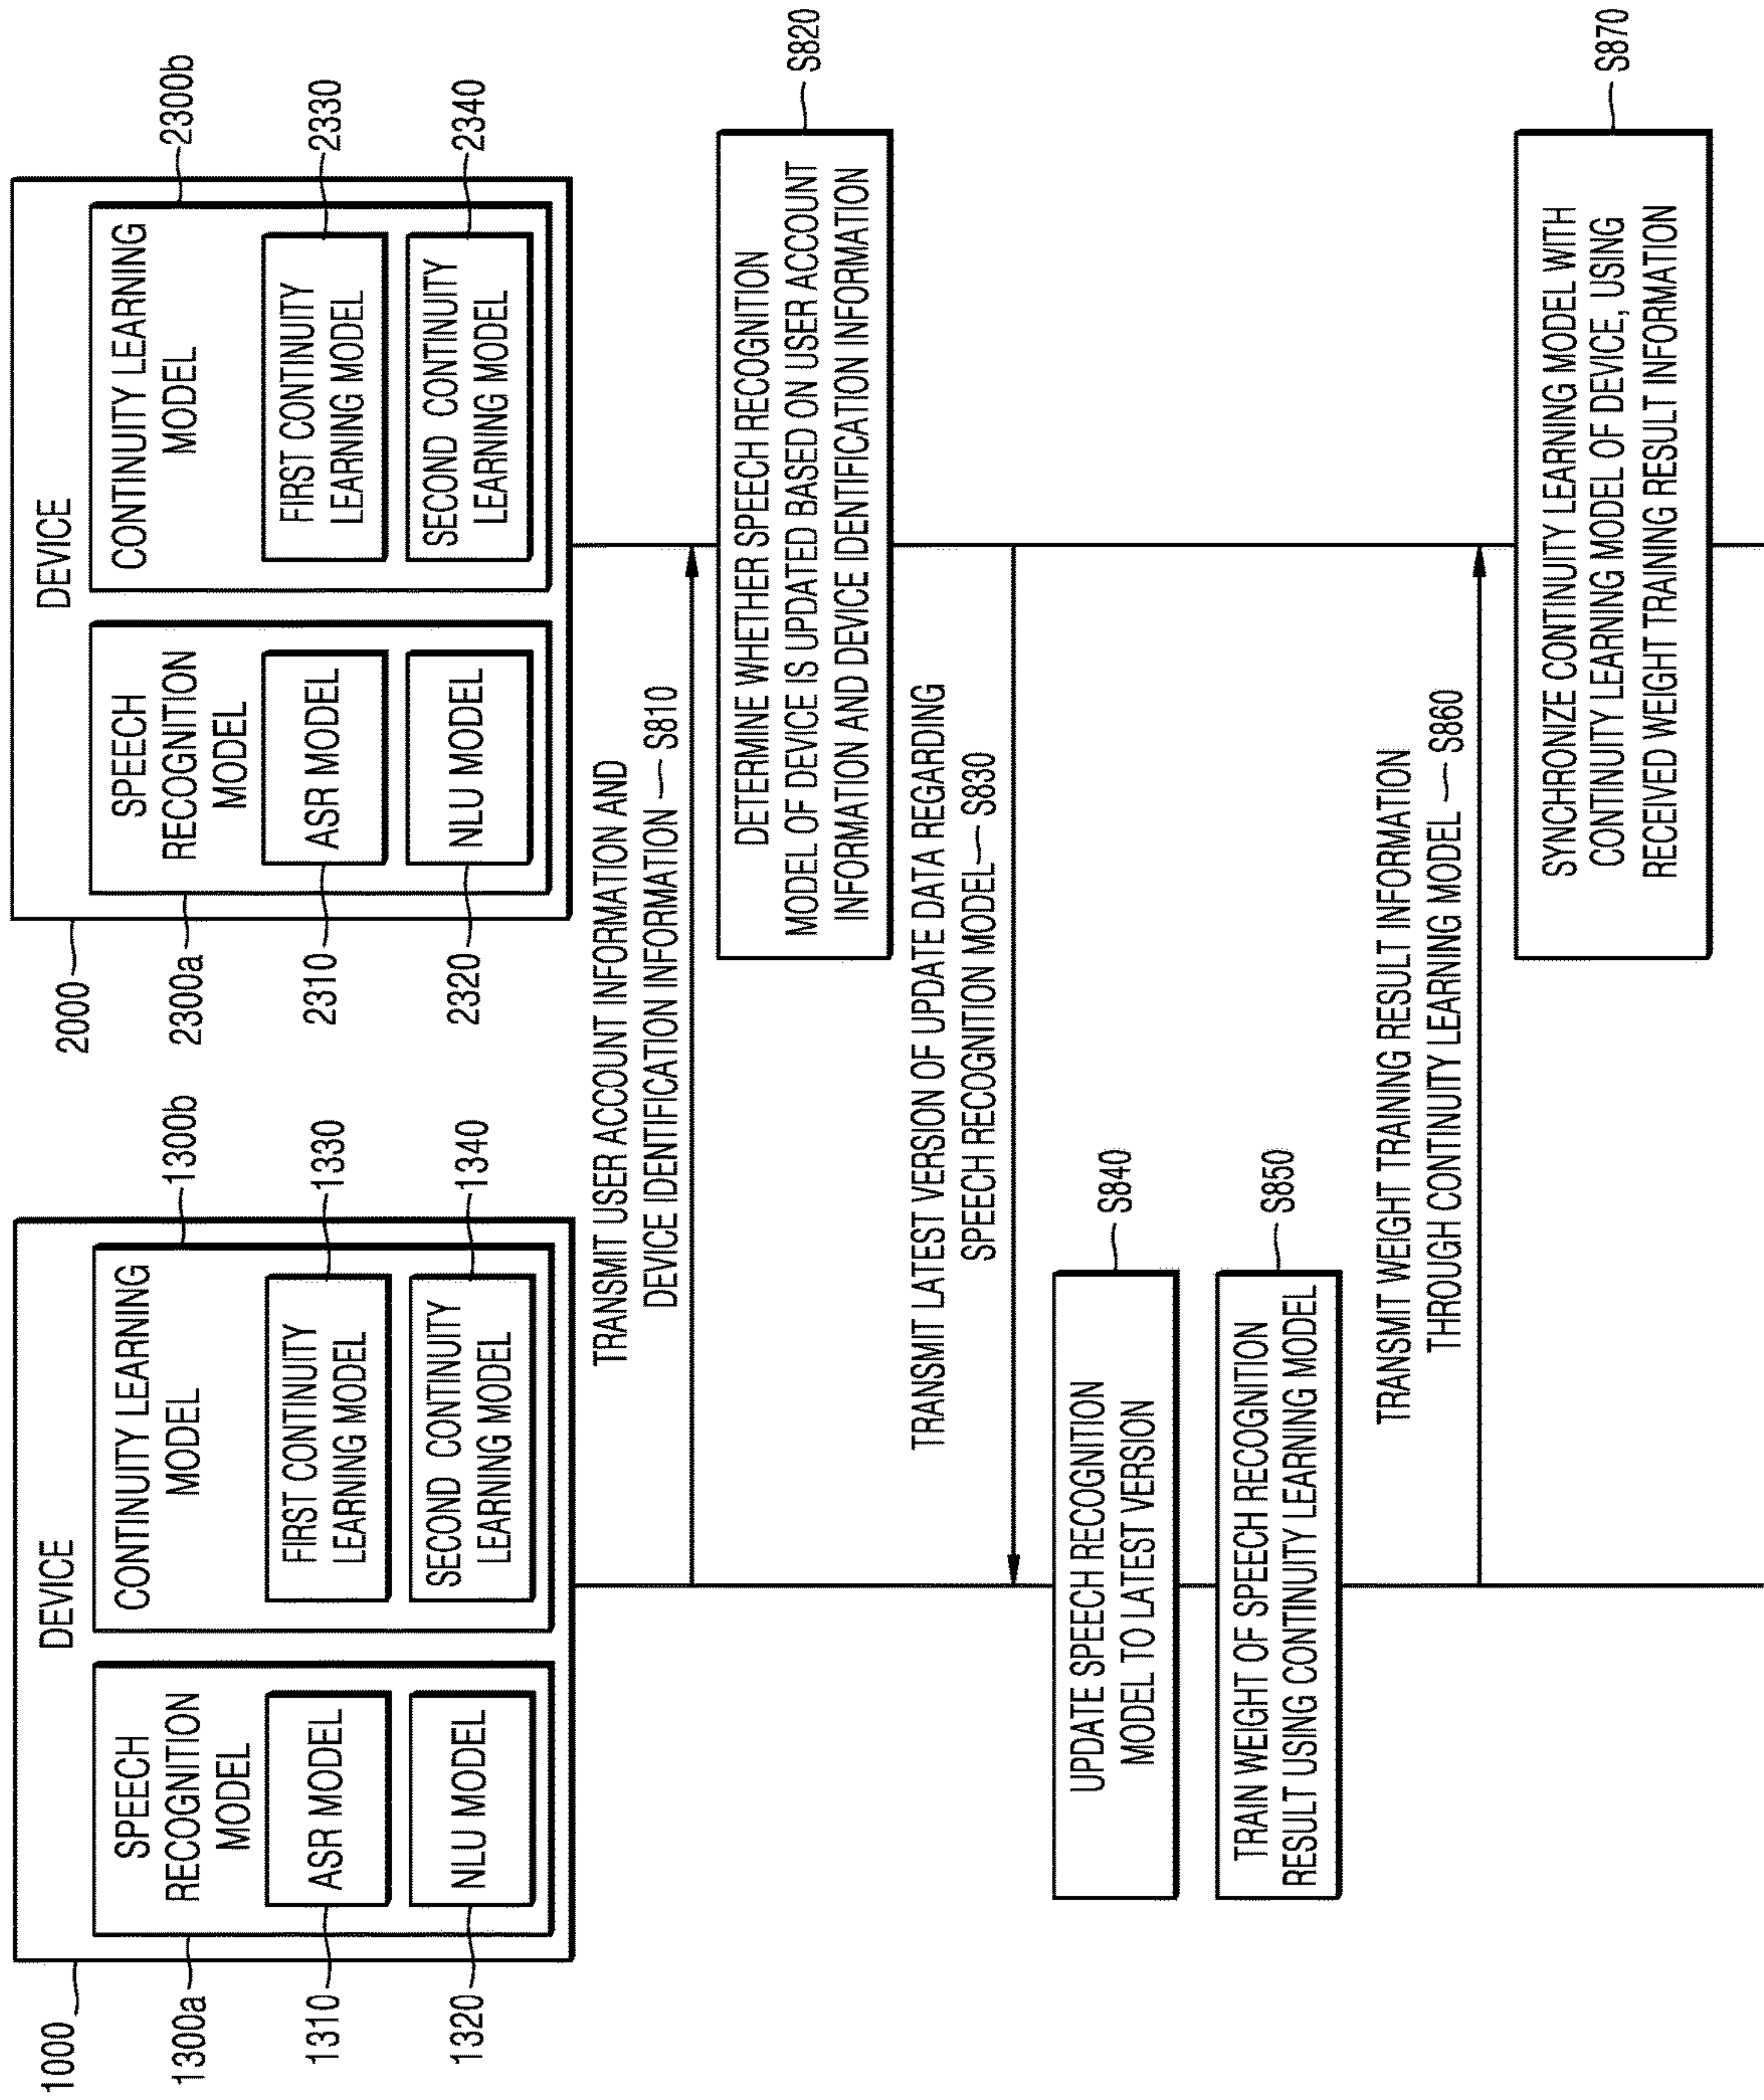 DEVICE
1000
SPEECH
RECOGNITION
MODEL
1300a
ASR MODEL
1310
NLU MODEL
1320
CONTINUITY LEARNING
MODEL
1300b
FIRST CONTINUITY
LEARNING MODEL
1330
SECOND CONTINUITY
LEARNING MODEL
1340
DEVICE
2000
SPEECH
RECOGNITION
MODEL
2300a
ASR MODEL
2310
NLU MODEL
2320
CONTINUITY LEARNING
MODEL
2300b
FIRST CONTINUITY
LEARNING MODEL
2330
SECOND CONTINUITY
LEARNING MODEL
2340
TRANSMIT USER ACCOUNT INFORMATION AND
DEVICE IDENTIFICATION INFORMATION S810
DETERMINE WHETHER SPEECH RECOGNITION
MODEL OF DEVICE IS UPDATED BASED ON USER ACCOUNT
INFORMATION AND DEVICE IDENTIFICATION INFORMATION
S820
TRANSMIT LATEST VERSION OF UPDATE DATA REGARDING
SPEECH RECOGNITION MODEL S830
UPDATE SPEECH RECOGNITION
MODEL TO LATEST VERSION
S840
TRAIN WEIGHT OF SPEECH RECOGNITION
RESULT USING CONTINUITY LEARNING MODEL
S850
TRANSMIT WEIGHT TRAINING RESULT INFORMATION
THROUGH CONTINUITY LEARNING MODEL S860
SYNCHRONIZE CONTINUITY LEARNING MODEL WITH
CONTINUITY LEARNING MODEL OF DEVICE, USING
RECEIVED WEIGHT TRAINING RESULT INFORMATION
S870